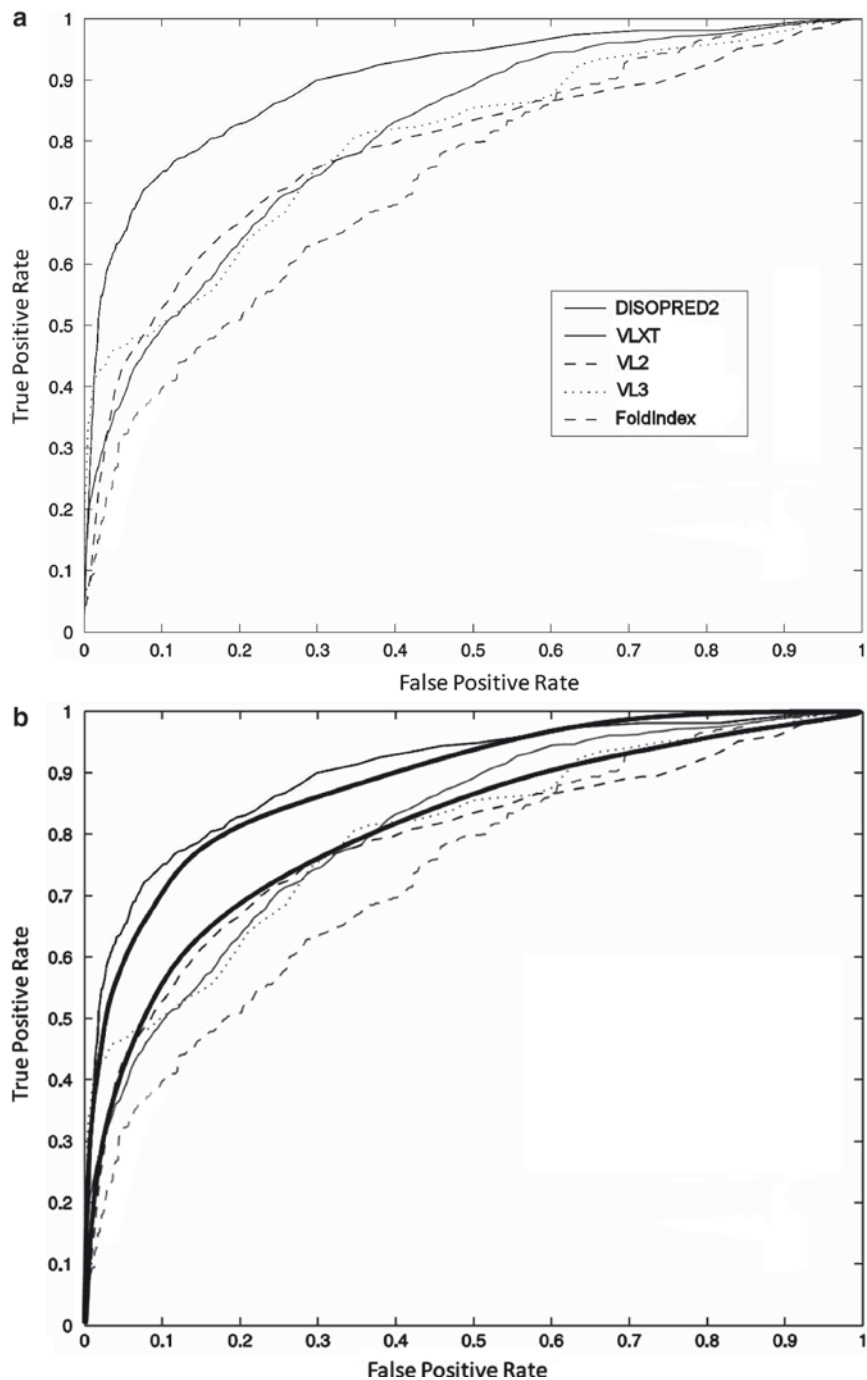 a
1
0.9
0.8
0.7
0.6
0.5
0.4
0.3
0.2
0.1
0
True Positive Rate
DISOPRED2
VLXT
VL2
VL3
FoldIndex
0 0.1 0.2 0.3 0.4 0.5 0.6 0.7 0.8 0.9 1
False Positive Rate
b
1
0.9
0.8
0.7
0.6
0.5
0.4
0.3
0.2
0.1
0
True Positive Rate
0 0.1 0.2 0.3 0.4 0.5 0.6 0.7 0.8 0.9 1
False Positive Rate